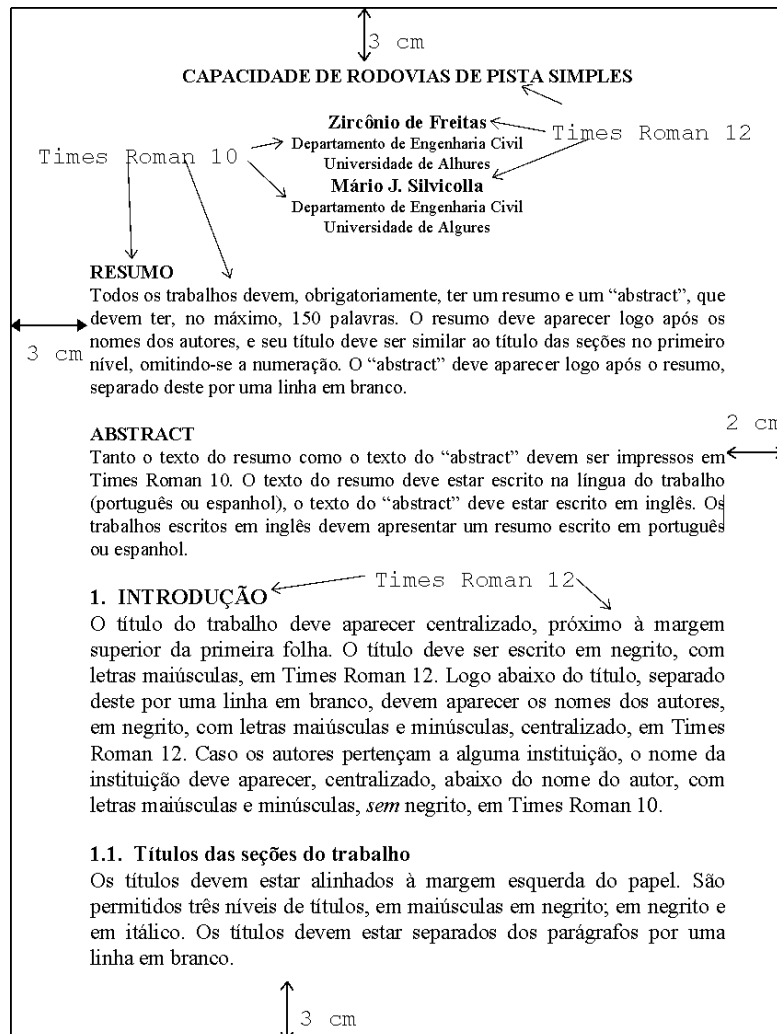 3 cm
CAPACIDADE DE RODOVIAS DE PISTA SIMPLES
Zircônio de Freitas
Departamento de Engenharia Civil
Times Roman 12
Times Roman 10
Universidade de Alhures
Mário J. Silvicolla
Departamento de Engenharia Civil
Universidade de Algures
RESUMO
Todos os trabalhos devem, obrigatoriamente, ter um resumo e um “abstract”, que
devem ter, no máximo, 150 palavras. O resumo deve aparecer logo após os
nomes dos autores, e seu título deve ser similar ao título das seções no primeiro
3 cm
nível, omitindo-se a numeração. O “abstract” deve aparecer logo após o resumo,
separado deste por uma linha em branco.
2 cm
ABSTRACT
Tanto o texto do resumo como o texto do “abstract” devem ser impressos em
Times Roman 10. O texto do resumo deve estar escrito na língua do trabalho
(português ou espanhol), o texto do “abstract” deve estar escrito em inglês. Os
trabalhos escritos em inglês devem apresentar um resumo escrito em português
ou espanhol.
Times Roman 12
1. INTRODUÇÃO
O título do trabalho deve aparecer centralizado, próximo à margem
superior da primeira folha. O título deve ser escrito em negrito, com
letras maiúsculas, em Times Roman 12. Logo abaixo do título, separado
deste por uma linha em branco, devem aparecer os nomes dos autores,
em negrito, com letras maiúsculas e minúsculas, centralizado, em Times
Roman 12. Caso os autores pertençam a alguma instituição, o nome da
instituição deve aparecer, centralizado, abaixo do nome do autor, com
letras maiúsculas e minúsculas, sem negrito, em Times Roman 10.
1.1. Títulos das seções do trabalho
Os títulos devem estar alinhados à margem esquerda do papel. São
permitidos três níveis de títulos, em maiúsculas em negrito; em negrito e
em itálico. Os títulos devem estar separados dos parágrafos por uma
linha em branco.
3 cm